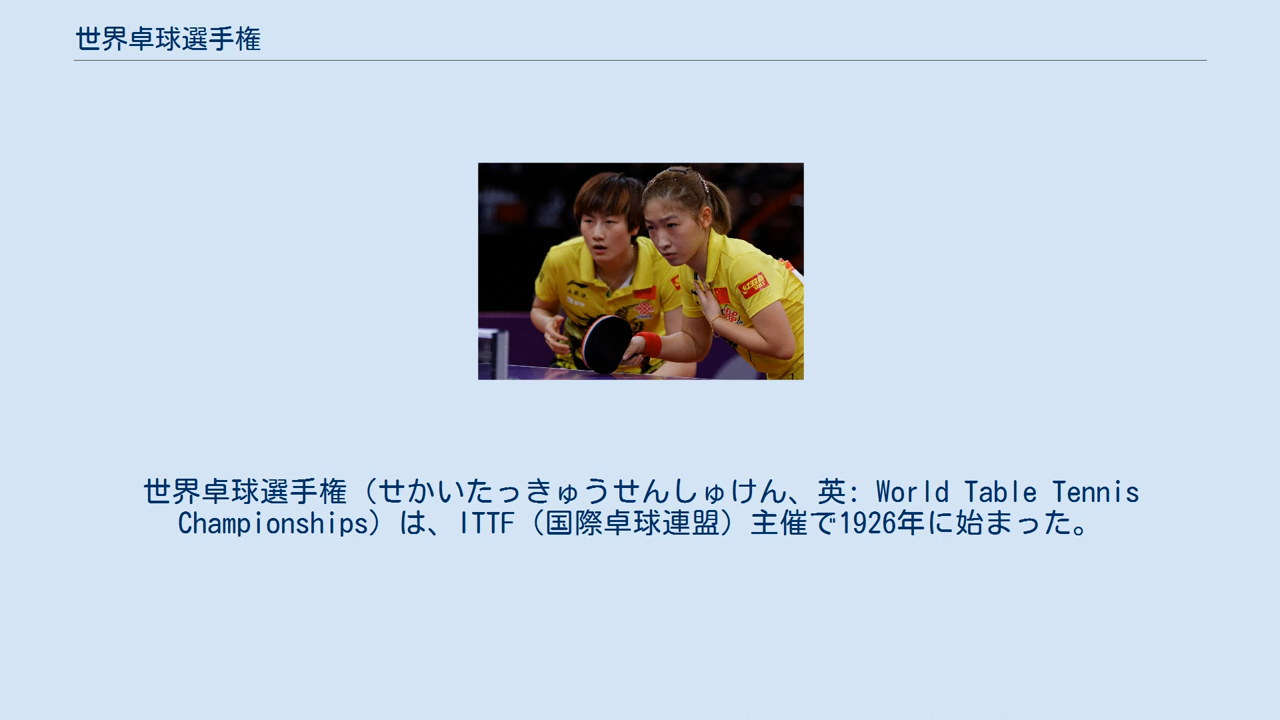 世界卓球選手権
世界卓球選手権（せかいたっきゅうせんしゅけん、英: World Table Tennis
Championships）は、ITTF（国際卓球連盟）主催で1926年に始まった。